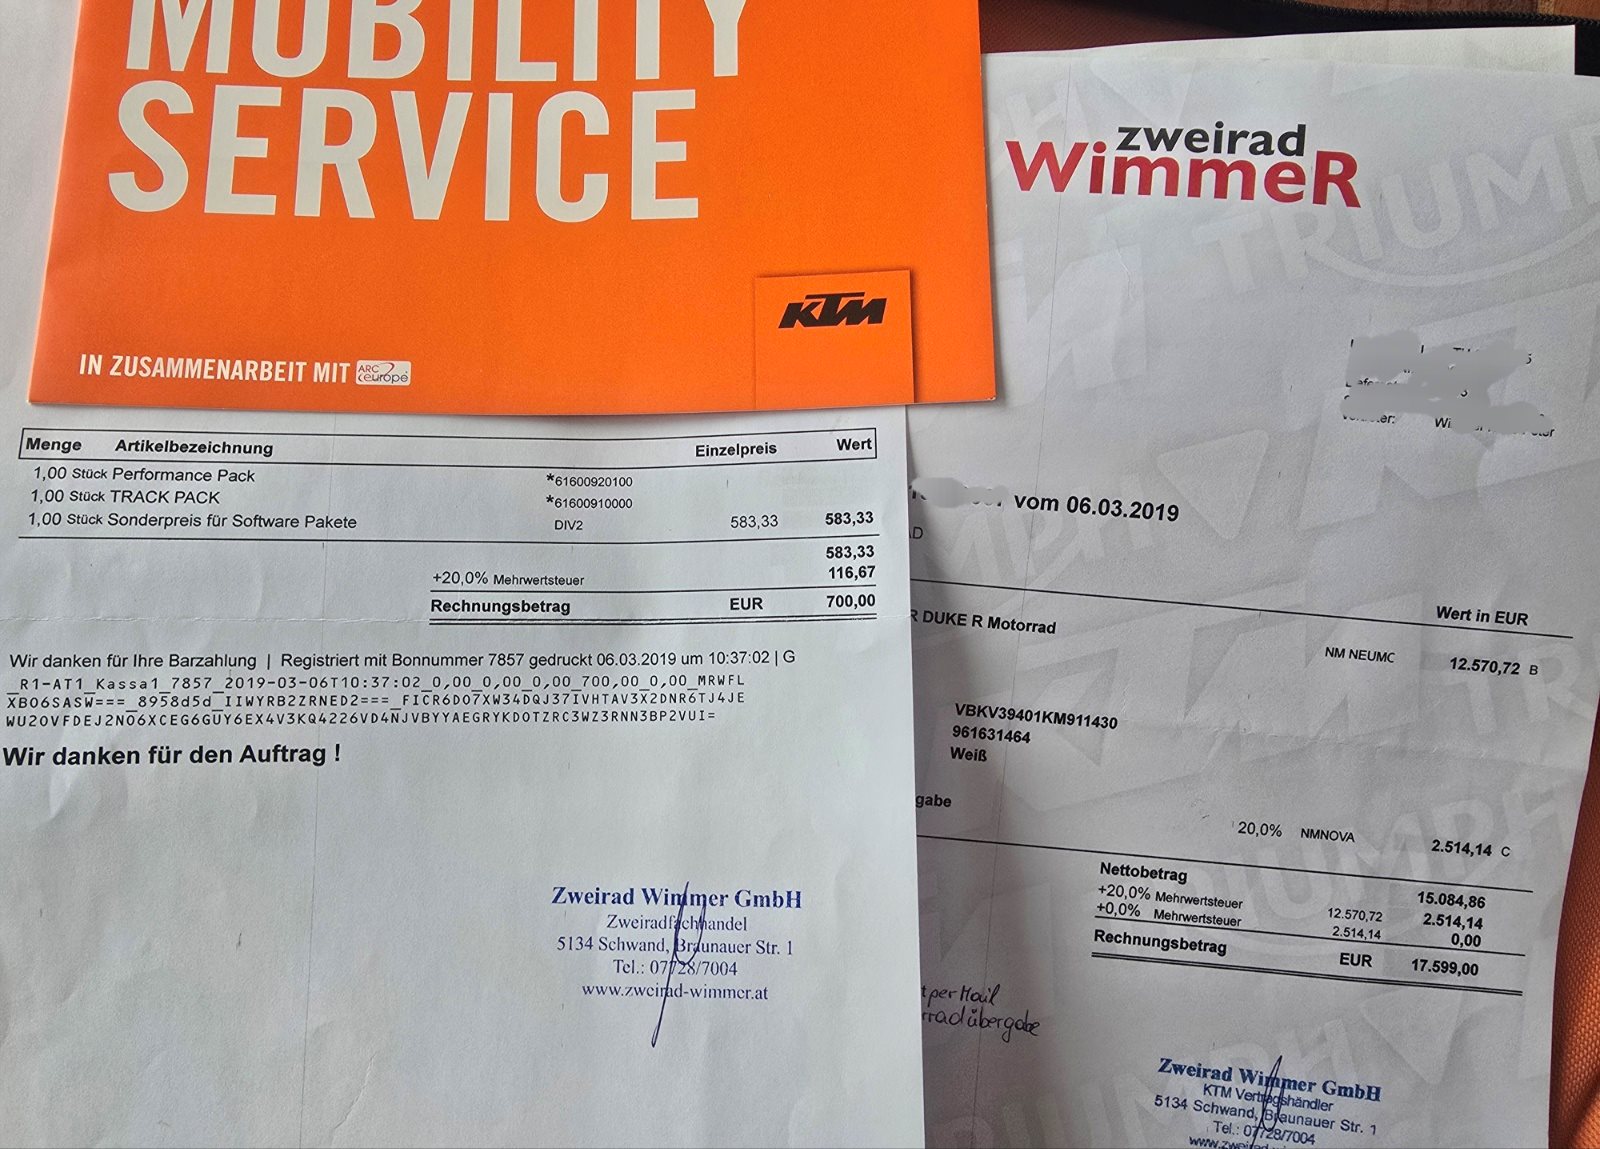 MOBILITY
SERVICE
KTM
IN ZUSAMMENARBEIT MIT ARC europe
Menge Artikelbezeichnung Einzelpreis Wert
1,00 Stück Performance Pack *61600920100
1,00 Stück TRACK PACK *61600910000
1,00 Stück Sonderpreis für Software Pakete DIV2 583,33 583,33
583,33
+20,0% Mehrwertsteuer 116,67
Rechnungsbetrag EUR 700,00
Wir danken für Ihre Barzahlung | Registriert mit Bonnummer 7857 gedruckt 06.03.2019 um 10:37:02 | G
_R1-AT1_Kassa1_7857_2019-03-06T10:37:02_0,00_0,00_0,00_700,00_0,00_MRWFL
XBO6SASW===_8958d5d_IIWYRB2ZRNED2===_FICR6DO7XW34DQJ37IVHTAV3X2DNR6TJ4JE
WU2OVFDEJ2NO6XCEG6GUY6EX4V3KQ4226VD4NJVBYYAEGRYKDOTZRC3WZ3RNN3BP2VUI=
Wir danken für den Auftrag !
Zweirad Wimmer GmbH
Zweiradfachhandel
5134 Schwand, Braunauer Str. 1
Tel.: 07728/7004
www.zweirad-wimmer.at
zweirad
WimmeR
TRIUMPH
vom 06.03.2019
AD
Wert in EUR
R DUKE R Motorrad
NM NEUMC 12.570,72 B
VBKV39401KM911430
961631464
Weiß
gabe
20,0% NMNOVA 2.514,14 C
Nettobetrag 15.084,86
+20,0% Mehrwertsteuer 12.570,72 2.514,14
+0,0% Mehrwertsteuer 2.514,14 0,00
Rechnungsbetrag EUR 17.599,00
t per Mail
rradübergabe
Zweirad Wimmer GmbH
KTM Vertragshändler
5134 Schwand, Braunauer Str. 1
Tel.: 07728/7004